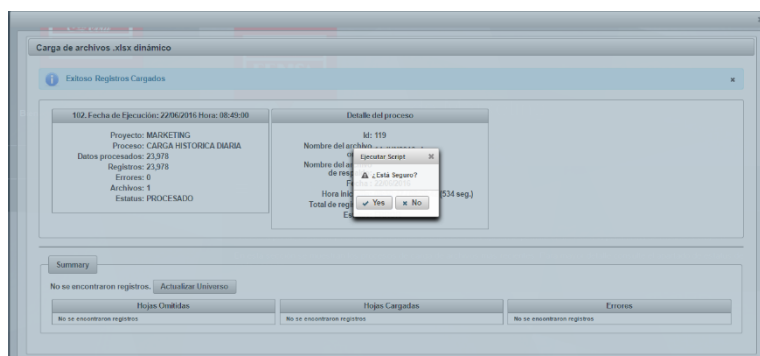 Carga de archivos .xlsx dinámico
Exitoso Registros Cargados
102. Fecha de Ejecución: 22/06/2016 Hora: 08:49:00
Proyecto: MARKETING
Proceso: CARGA HISTORICA DIARIA
Datos procesados: 23,978
Registros: 23,978
Errores: 0
Archivos: 1
Estatus: PROCESADO
Detalle del proceso
Id: 119
Nombre del archivo
Nombre del
de
Hora (534 seg.)
Total de
Ejecutar Script
¿Está Seguro?
Yes
No
Summary
No se encontraron registros. Actualizar Universo
Hojas Omitidas
Hojas Cargadas
Errores
No se encontraron registros
No se encontraron registros
No se encontraron registros